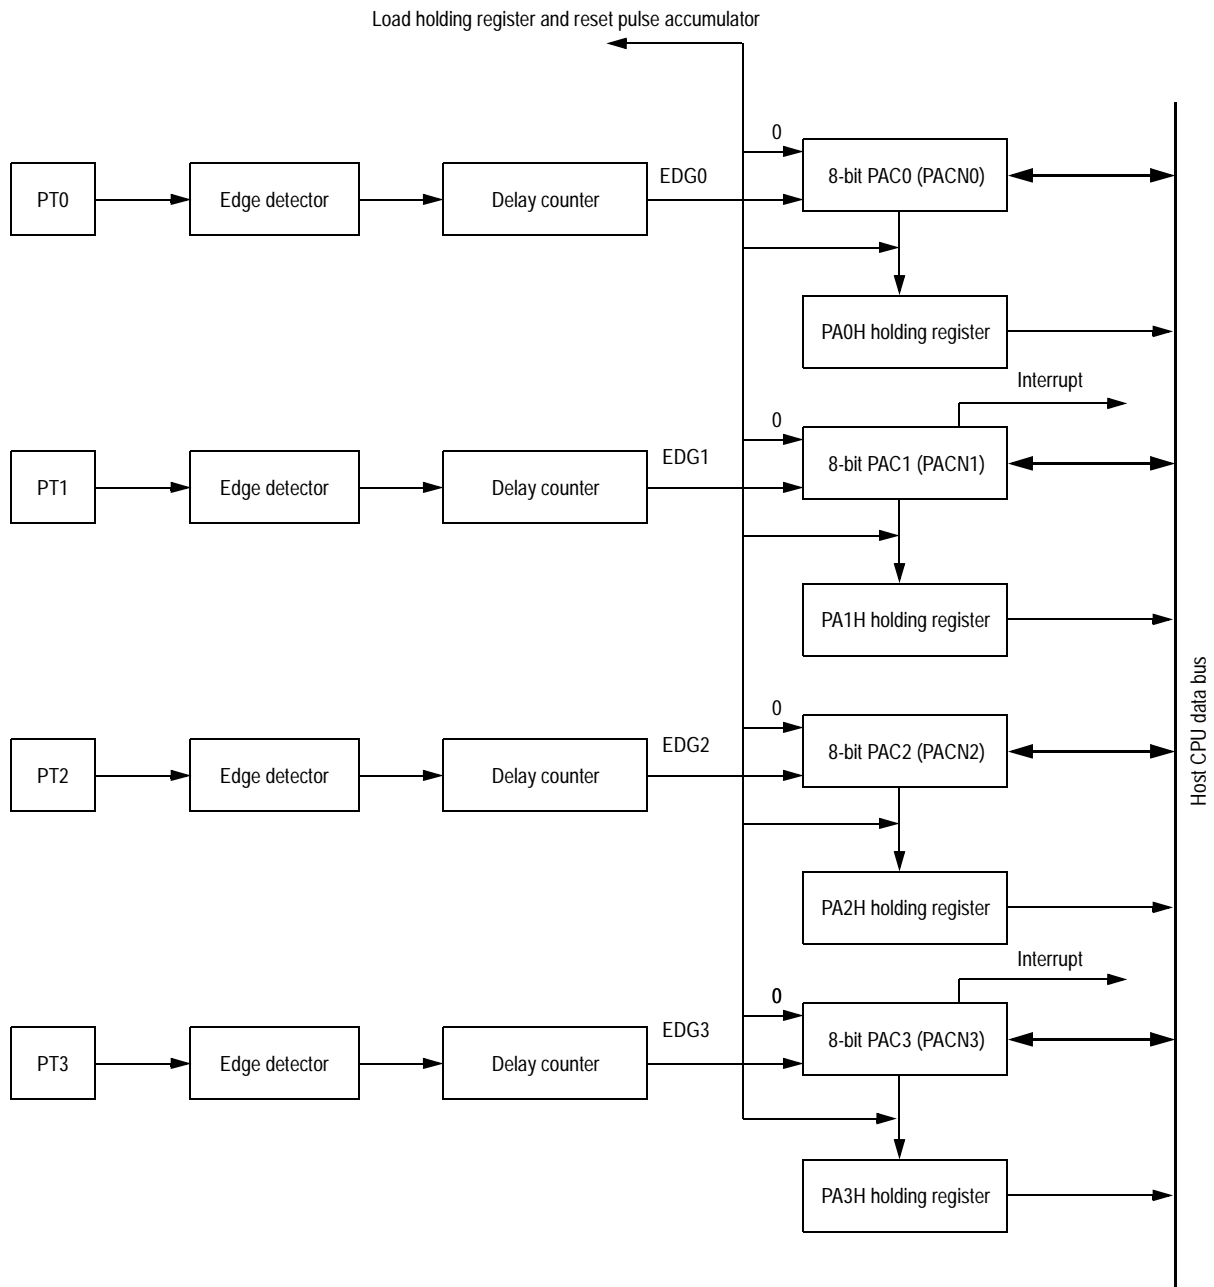 Load holding register and reset pulse accumulator
0
8-bit PAC0 (PACN0)
EDG0
PT0
Edge detector
Delay counter
PA0H holding register
Interrupt
0
8-bit PAC1 (PACN1)
EDG1
PT1
Edge detector
Delay counter
PA1H holding register
Host CPU data bus
0
8-bit PAC2 (PACN2)
EDG2
PT2
Edge detector
Delay counter
PA2H holding register
Interrupt
0
8-bit PAC3 (PACN3)
EDG3
PT3
Edge detector
Delay counter
PA3H holding register